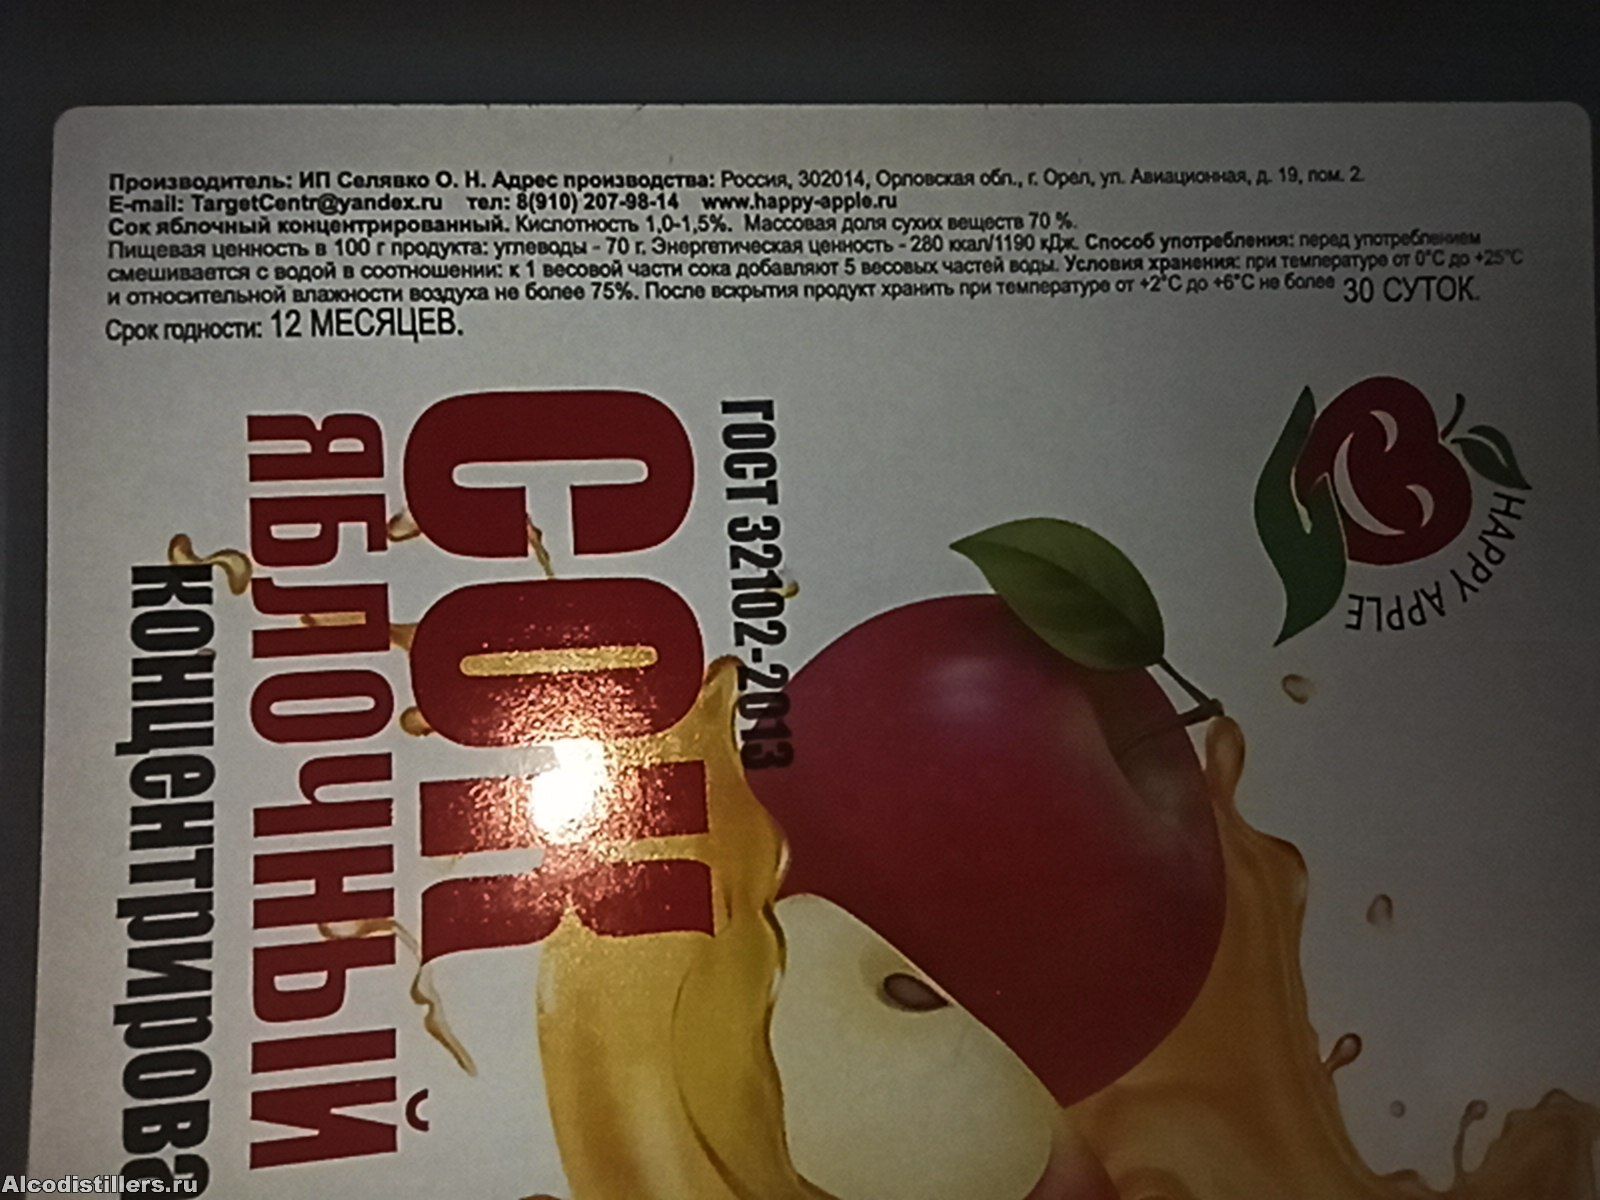 Производитель: ИП Селявко О. Н. Адрес производства: Россия, 302014, Орловская обл., г. Орел, ул. Авиационная, д. 19, пом. 2.
E-mail: TargetCentr@yandex.ru тел: 8(910) 207-98-14 www.happy-apple.ru
Сок яблочный концентрированный. Кислотность 1,0-1,5%. Массовая доля сухих веществ 70 %.
Пищевая ценность в 100 г продукта: углеводы - 70 г. Энергетическая ценность - 280 ккал/1190 кДж. Способ употребления: перед употреблением
смешивается с водой в соотношении: к 1 весовой части сока добавляют 5 весовых частей воды. Условия хранения: при температуре от 0°С до +25°С
и относительной влажности воздуха не более 75%. После вскрытия продукт хранить при температуре от +2°С до +6°С не более 30 СУТОК.
Срок годности: 12 МЕСЯЦЕВ.
ГОСТ 32102-2013
СОК
ЯБЛОЧНЫЙ
концентрирова
HAPPY APPLE
Alcodistillers.ru